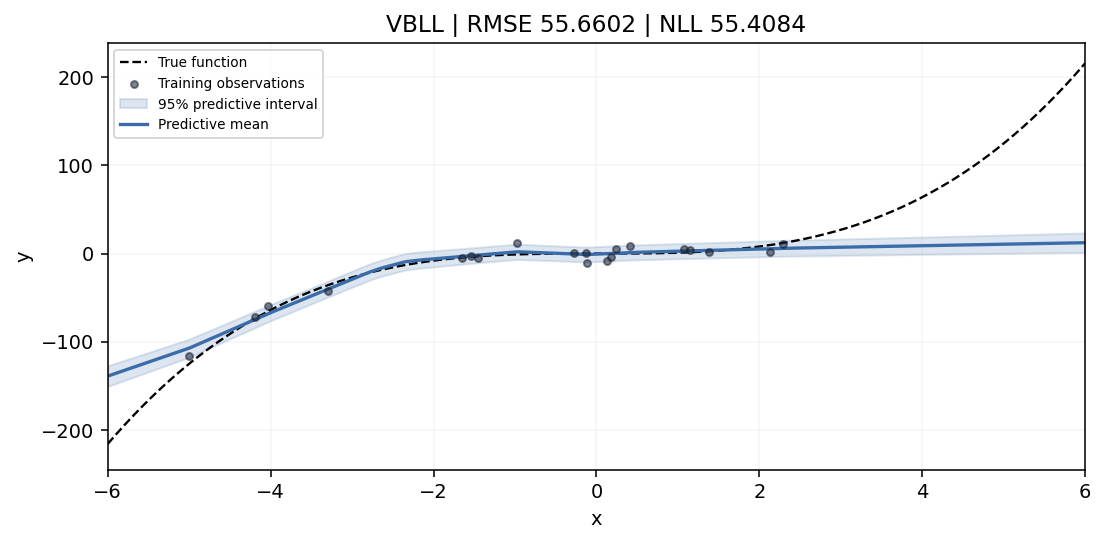 VBLL | RMSE 55.6602 | NLL 55.4084
True function
Training observations
95% predictive interval
Predictive mean
200
100
0
−100
−200
y
−6 −4 −2 0 2 4 6
x